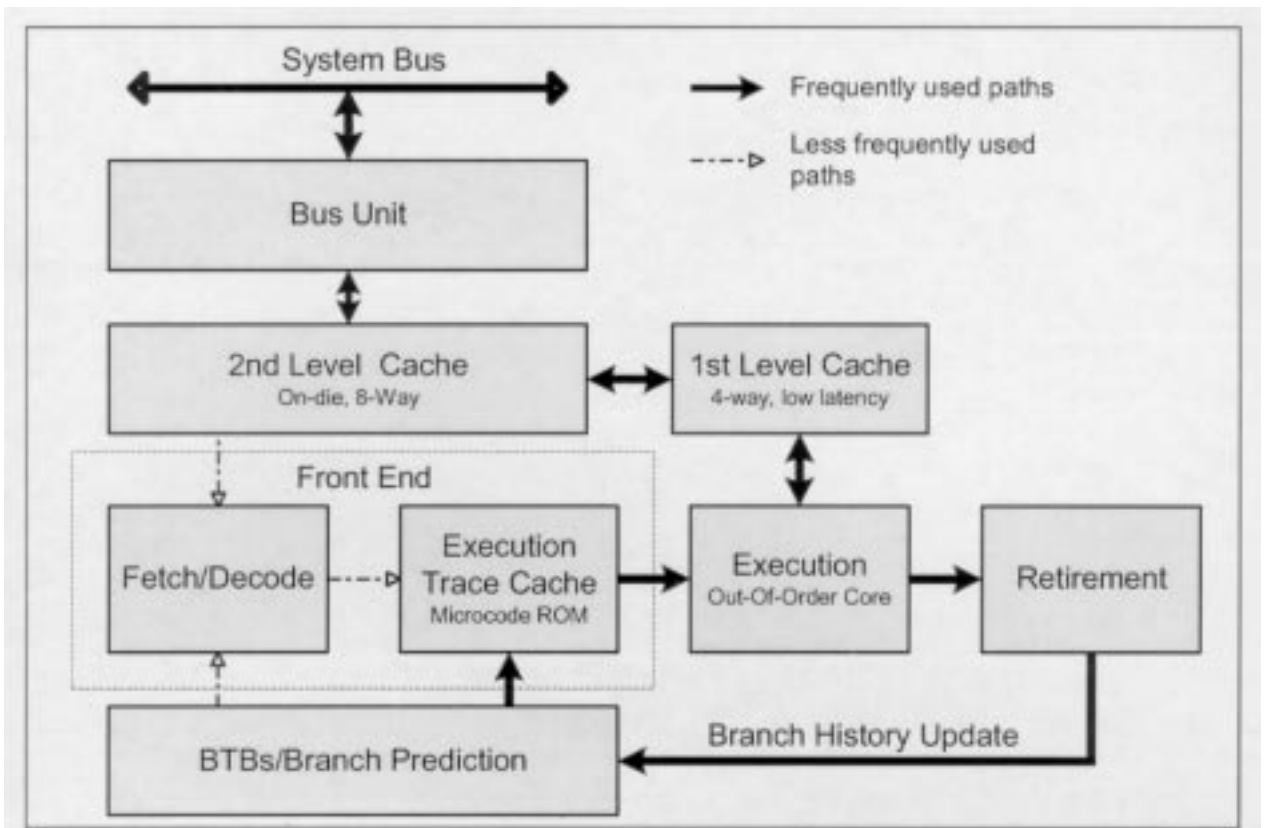 System Bus
Frequently used paths
Less frequently used
paths
Bus Unit
2nd Level Cache
On-die, 8-Way
1st Level Cache
4-way, low latency
Front End
Fetch/Decode
Execution
Trace Cache
Microcode ROM
Execution
Out-Of-Order Core
Retirement
BTBs/Branch Prediction
Branch History Update